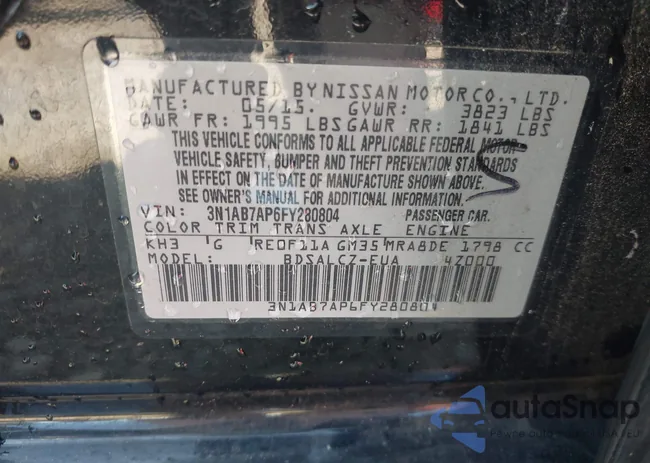 MANUFACTURED BY NISSAN MOTOR CO., LTD.
DATE: 05/15. GVWR: 3823 LBS
GAWR FR: 1995 LBS GAWR RR: 1841 LBS
THIS VEHICLE CONFORMS TO ALL APPLICABLE FEDERAL MOTOR
VEHICLE SAFETY, BUMPER AND THEFT PREVENTION STANDARDS
IN EFFECT ON THE DATE OF MANUFACTURE SHOWN ABOVE.
SEE OWNER'S MANUAL FOR ADDITIONAL INFORMATION.
VIN: 3N1AB7AP6FY280804 PASSENGER CAR.
COLOR TRIM TRANS AXLE ENGINE
KH3 G RE0F11A GM35 MRA8DE 1798 CC
MODEL: BDSALCZ-EUA 4Z000
3N1AB7AP6FY280804
autoSnap